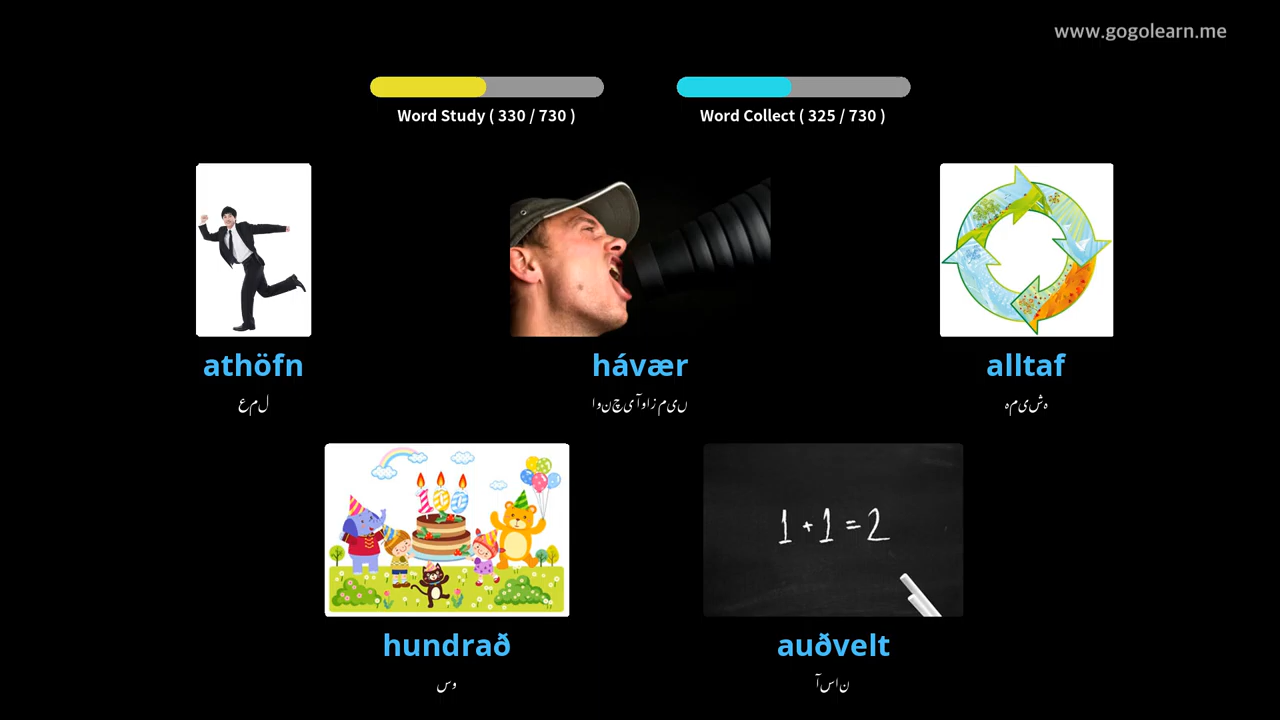 www.gogolearn.me
Word Study ( 330 / 730 )
Word Collect ( 325 / 730 )
athöfn
عمل
hávær
اونچی آواز میں
alltaf
ہمیشہ
hundrað
سو
auðvelt
آسان
1 + 1 = 2
100